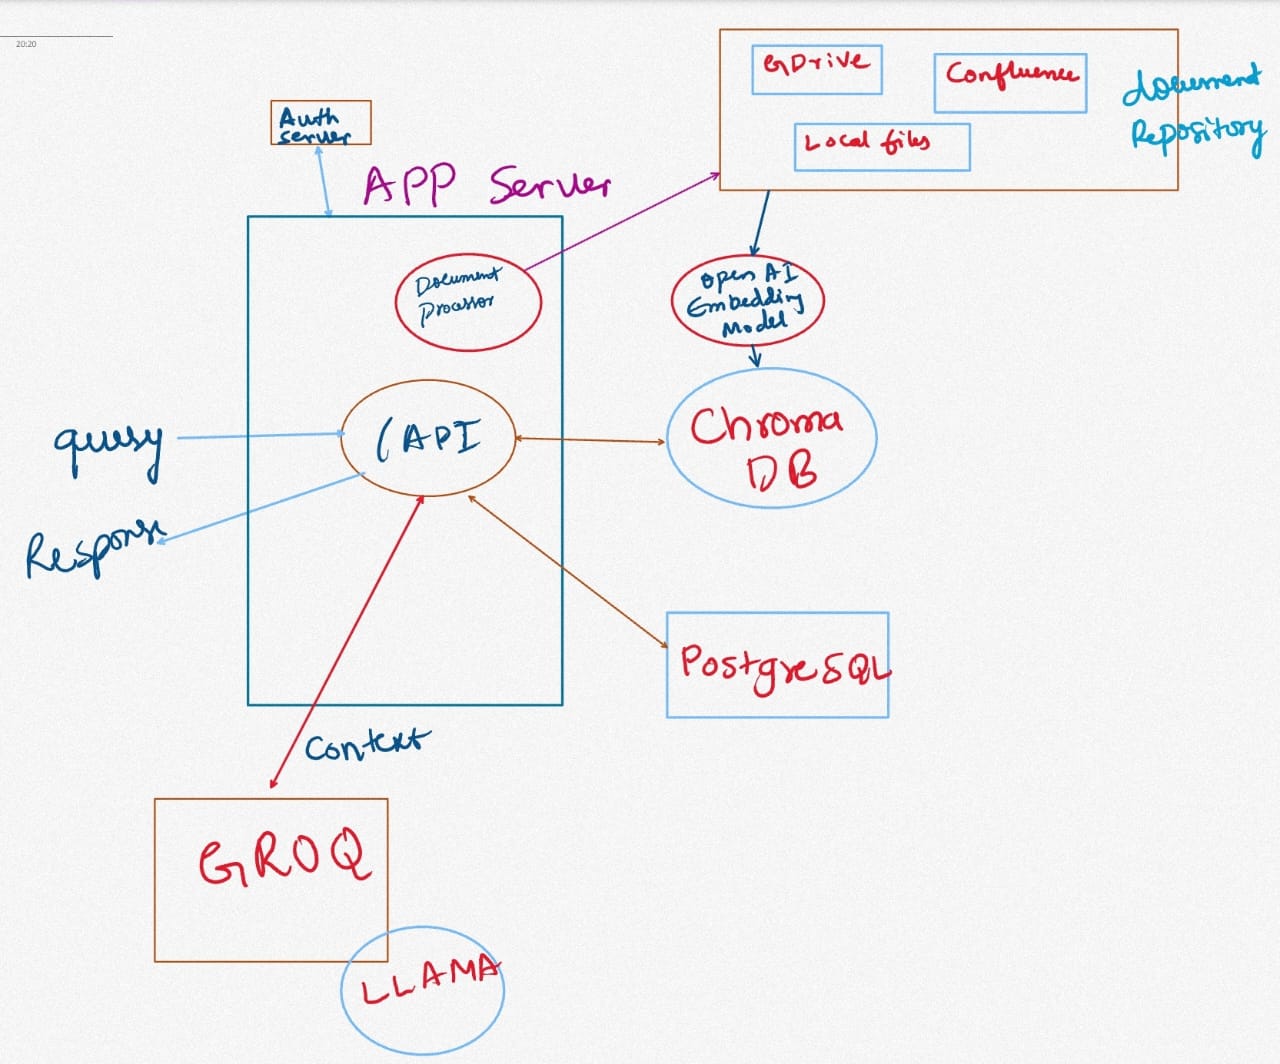 20:20
GDrive
Confluence
Document
Repository
Local files
Auth
server
APP Server
Document
Processor
Open AI
Embedding
Model
query
(API
Chroma
DB
Response
PostgreSQL
Context
GROQ
LLAMA